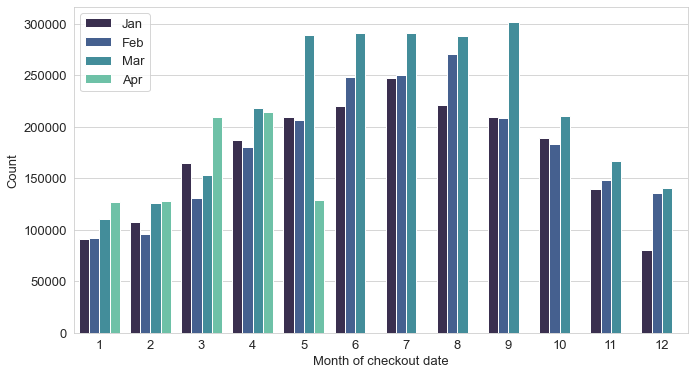 Jan
Feb
Mar
Apr
300000
250000
200000
150000
100000
50000
0
Count
1 2 3 4 5 6 7 8 9 10 11 12
Month of checkout date